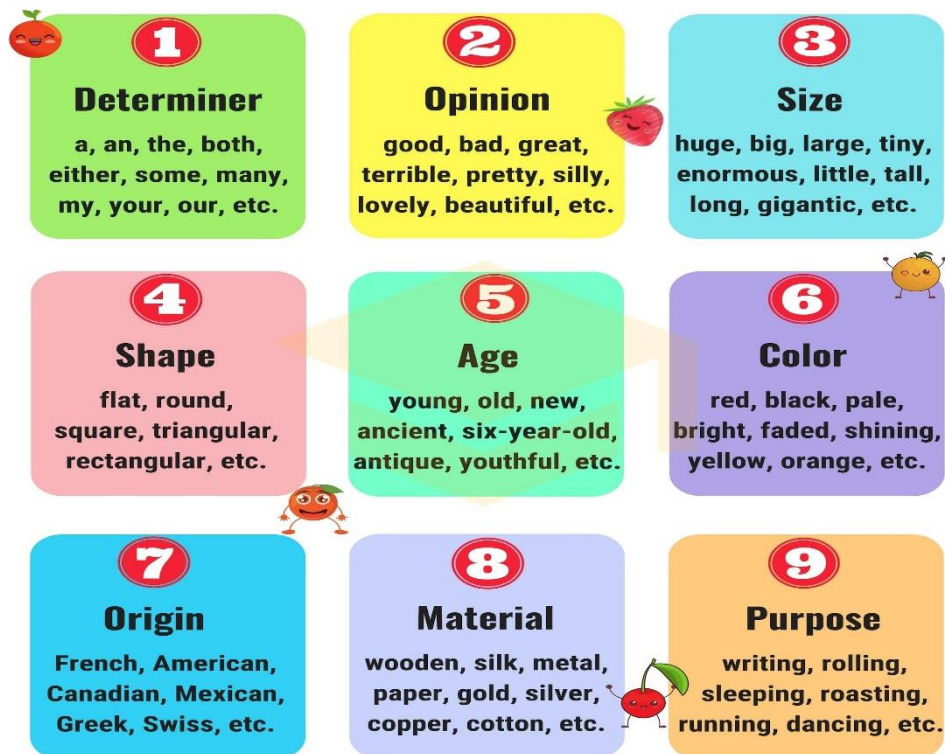 1
Determiner
a, an, the, both,
either, some, many,
my, your, our, etc.
2
Opinion
good, bad, great,
terrible, pretty, silly,
lovely, beautiful, etc.
3
Size
huge, big, large, tiny,
enormous, little, tall,
long, gigantic, etc.
4
Shape
flat, round,
square, triangular,
rectangular, etc.
5
Age
young, old, new,
ancient, six-year-old,
antique, youthful, etc.
6
Color
red, black, pale,
bright, faded, shining,
yellow, orange, etc.
7
Origin
French, American,
Canadian, Mexican,
Greek, Swiss, etc.
8
Material
wooden, silk, metal,
paper, gold, silver,
copper, cotton, etc.
9
Purpose
writing, rolling,
sleeping, roasting,
running, dancing, etc.